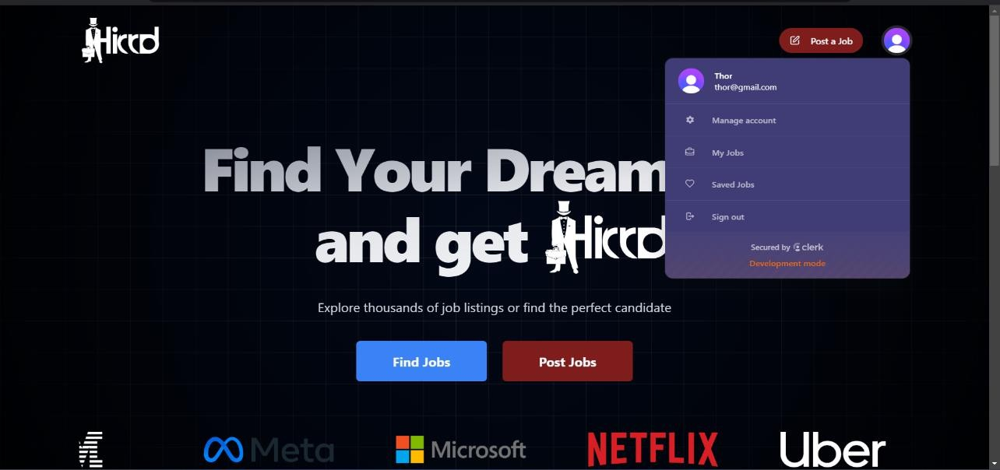 Hirrd
Post a Job
Thor
thor@gmail.com
Manage account
My Jobs
Saved Jobs
Sign out
Secured by clerk
Development mode
Find Your Dream
and get Hirrd
Explore thousands of job listings or find the perfect candidate
Find Jobs
Post Jobs
Meta
Microsoft
NETFLIX
Uber